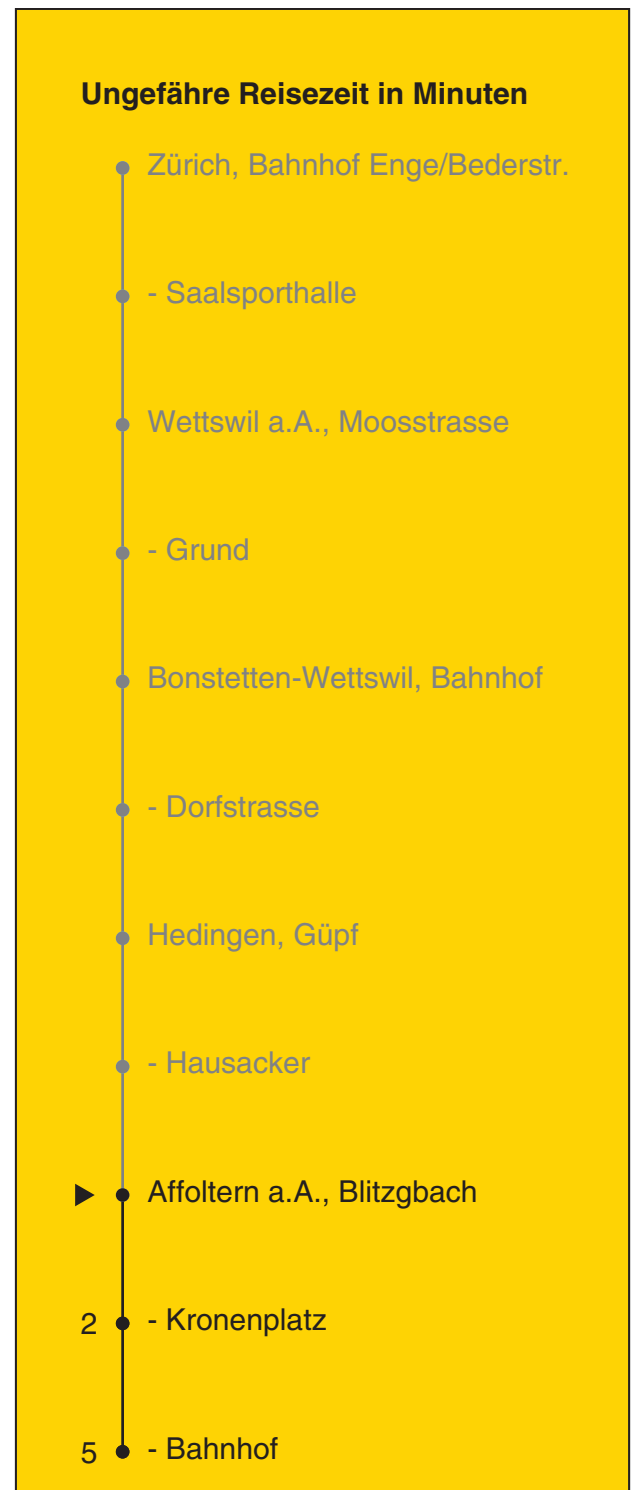 Ungefähre Reisezeit in Minuten
Zürich, Bahnhof Enge/Bederstr.
- Saalsporthalle
Wettswil a.A., Moosstrasse
- Grund
Bonstetten-Wettswil, Bahnhof
- Dorfstrasse
Hedingen, Güpf
- Hausacker
Affoltern a.A., Blitzgbach
2 - Kronenplatz
5 - Bahnhof